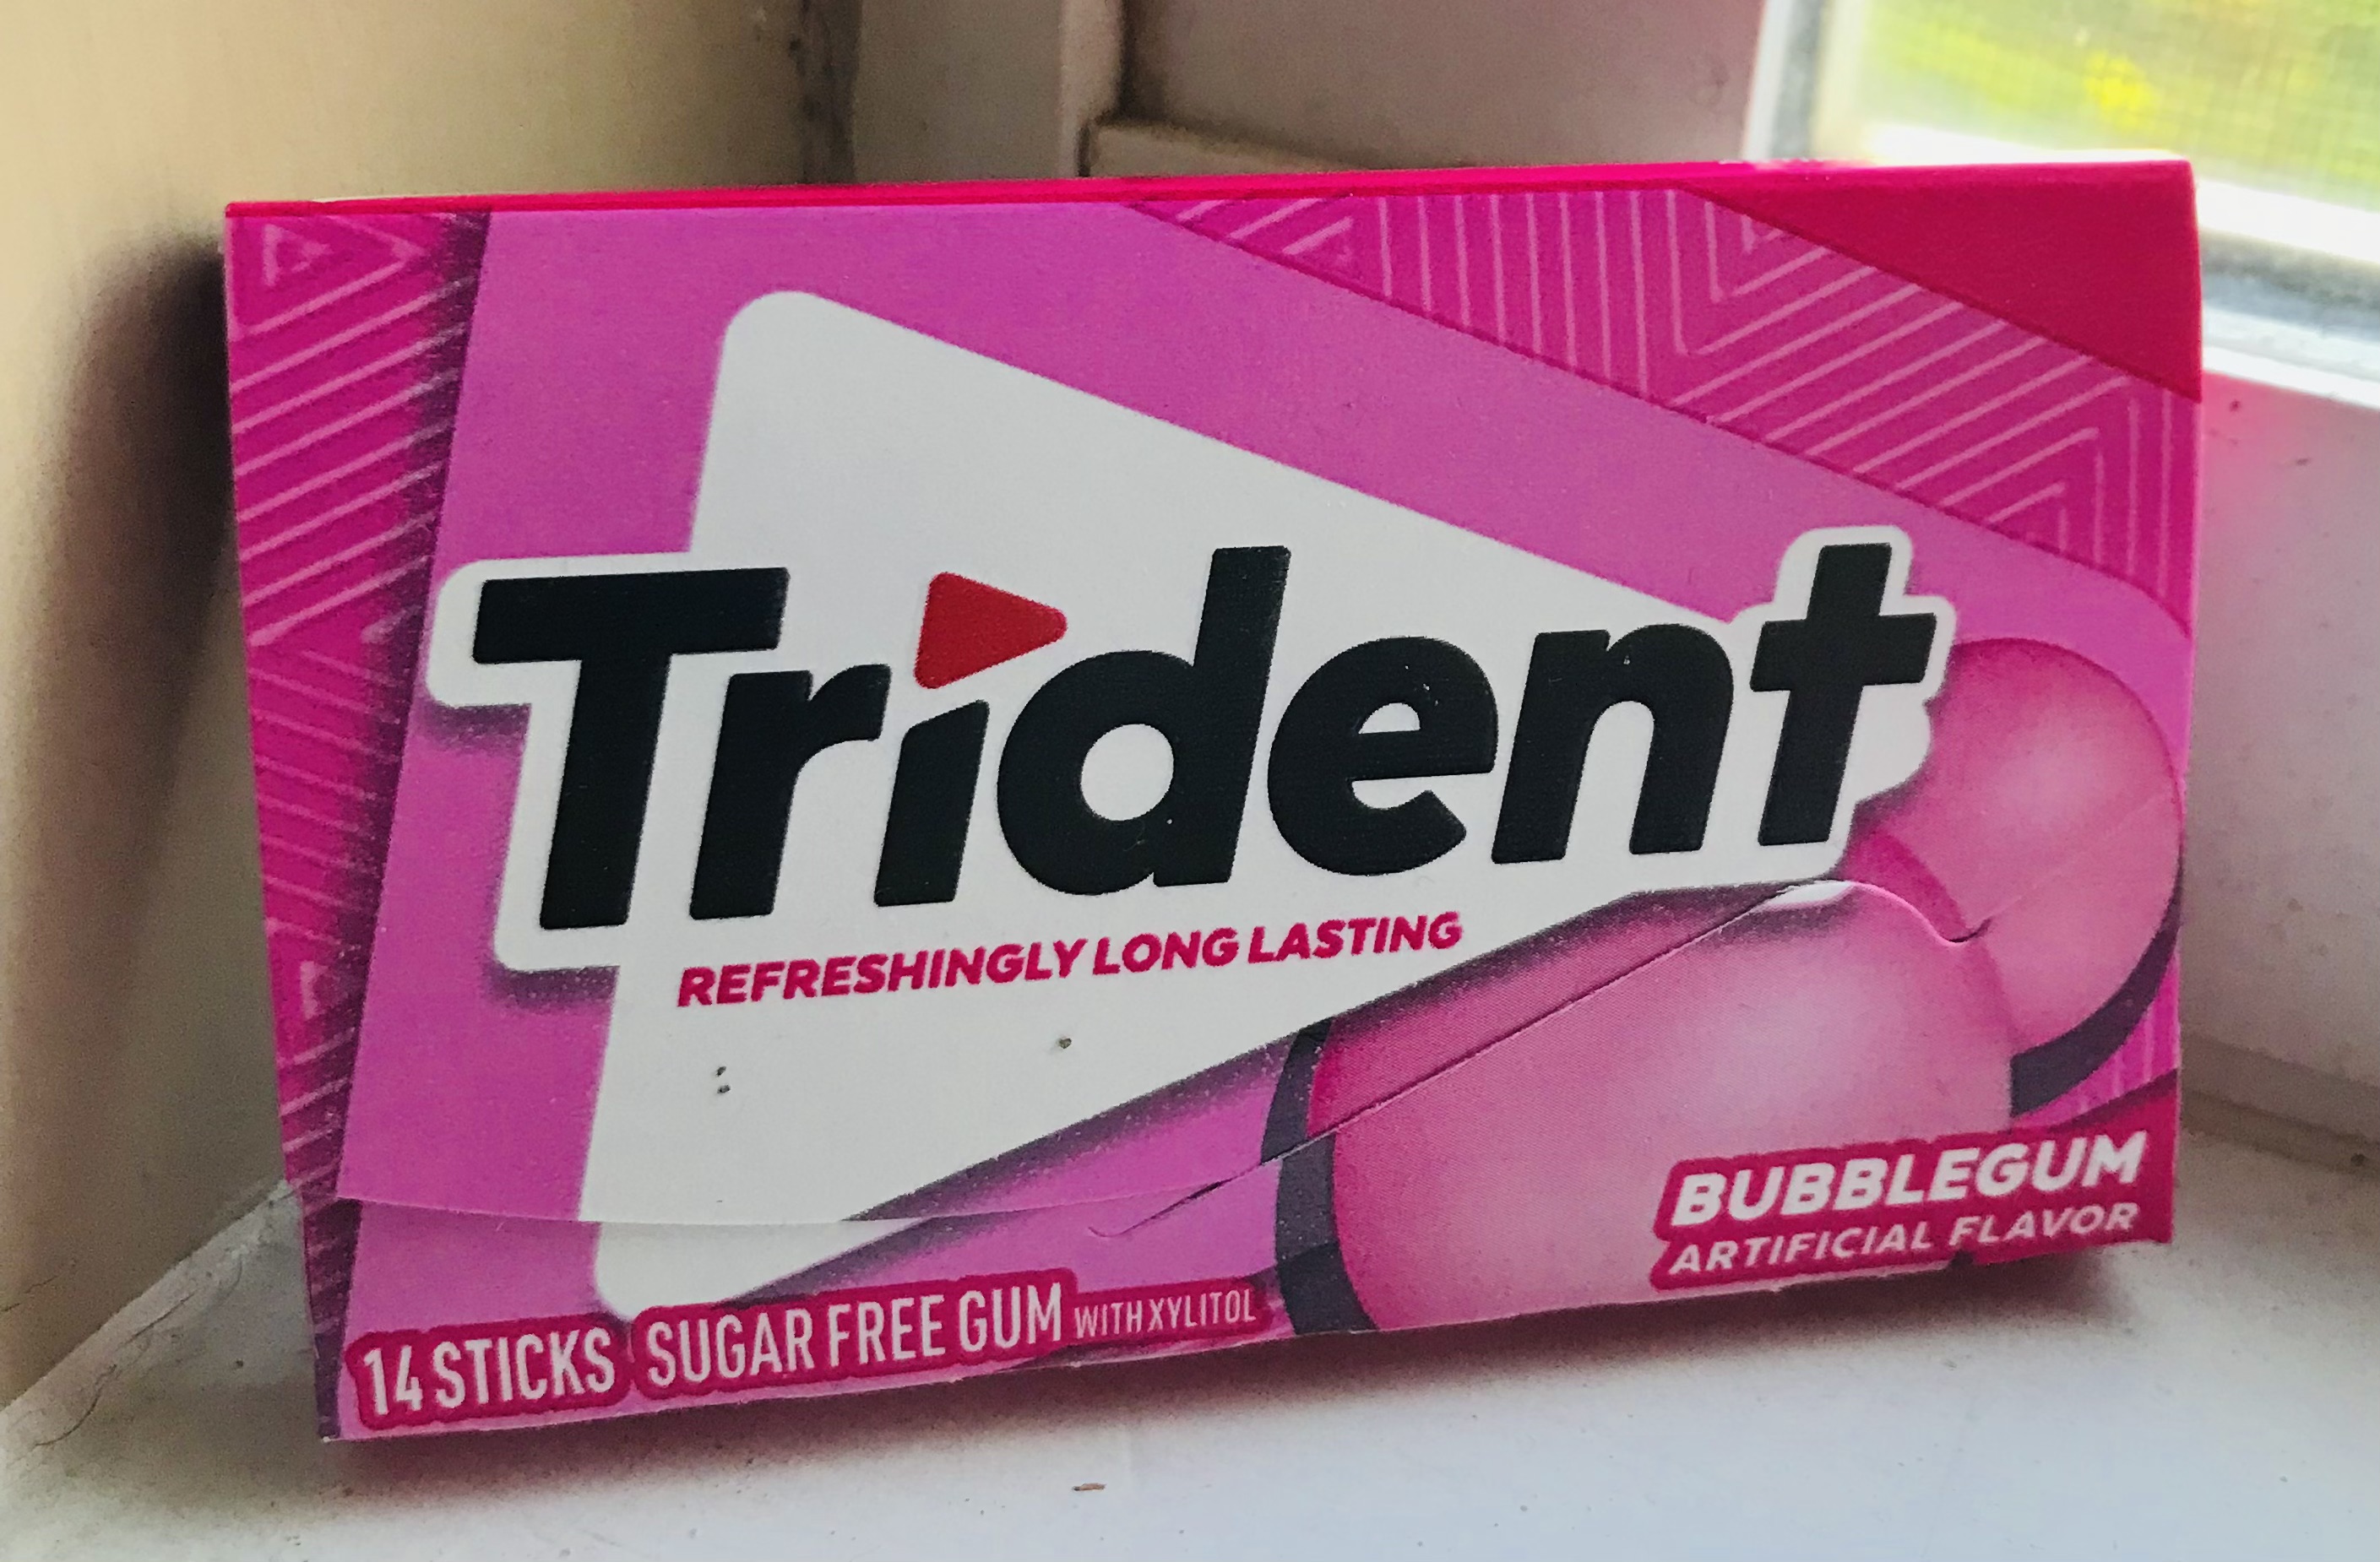 Trident
REFRESHINGLY LONG LASTING
BUBBLEGUM
ARTIFICIAL FLAVOR
14 STICKS SUGAR FREE GUM WITH XYLITOL